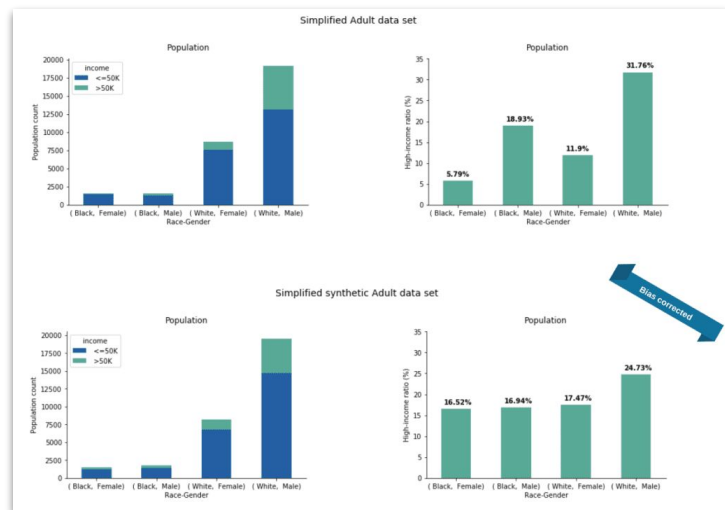 Simplified Adult data set
Population
income
<=50K
>50K
Population count
20000
17500
15000
12500
10000
7500
5000
2500
0
( Black, Female)
( Black, Male)
( White, Female)
( White, Male)
Race-Gender
Population
High-income ratio (%)
35
30
25
20
15
10
5
0
5.79%
18.93%
11.9%
31.76%
( Black, Female)
( Black, Male)
( White, Female)
( White, Male)
Race-Gender
Bias corrected
Simplified synthetic Adult data set
Population
income
<=50K
>50K
Population count
20000
17500
15000
12500
10000
7500
5000
2500
0
( Black, Female)
( Black, Male)
( White, Female)
( White, Male)
Race-Gender
Population
High-income ratio (%)
35
30
25
20
15
10
5
0
16.52%
16.94%
17.47%
24.73%
( Black, Female)
( Black, Male)
( White, Female)
( White, Male)
Race-Gender